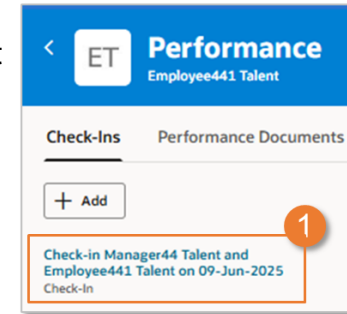 ET
Performance
Employee441 Talent
Check-Ins Performance Documents
+ Add
1
Check-in Manager44 Talent and
Employee441 Talent on 09-Jun-2025
Check-In